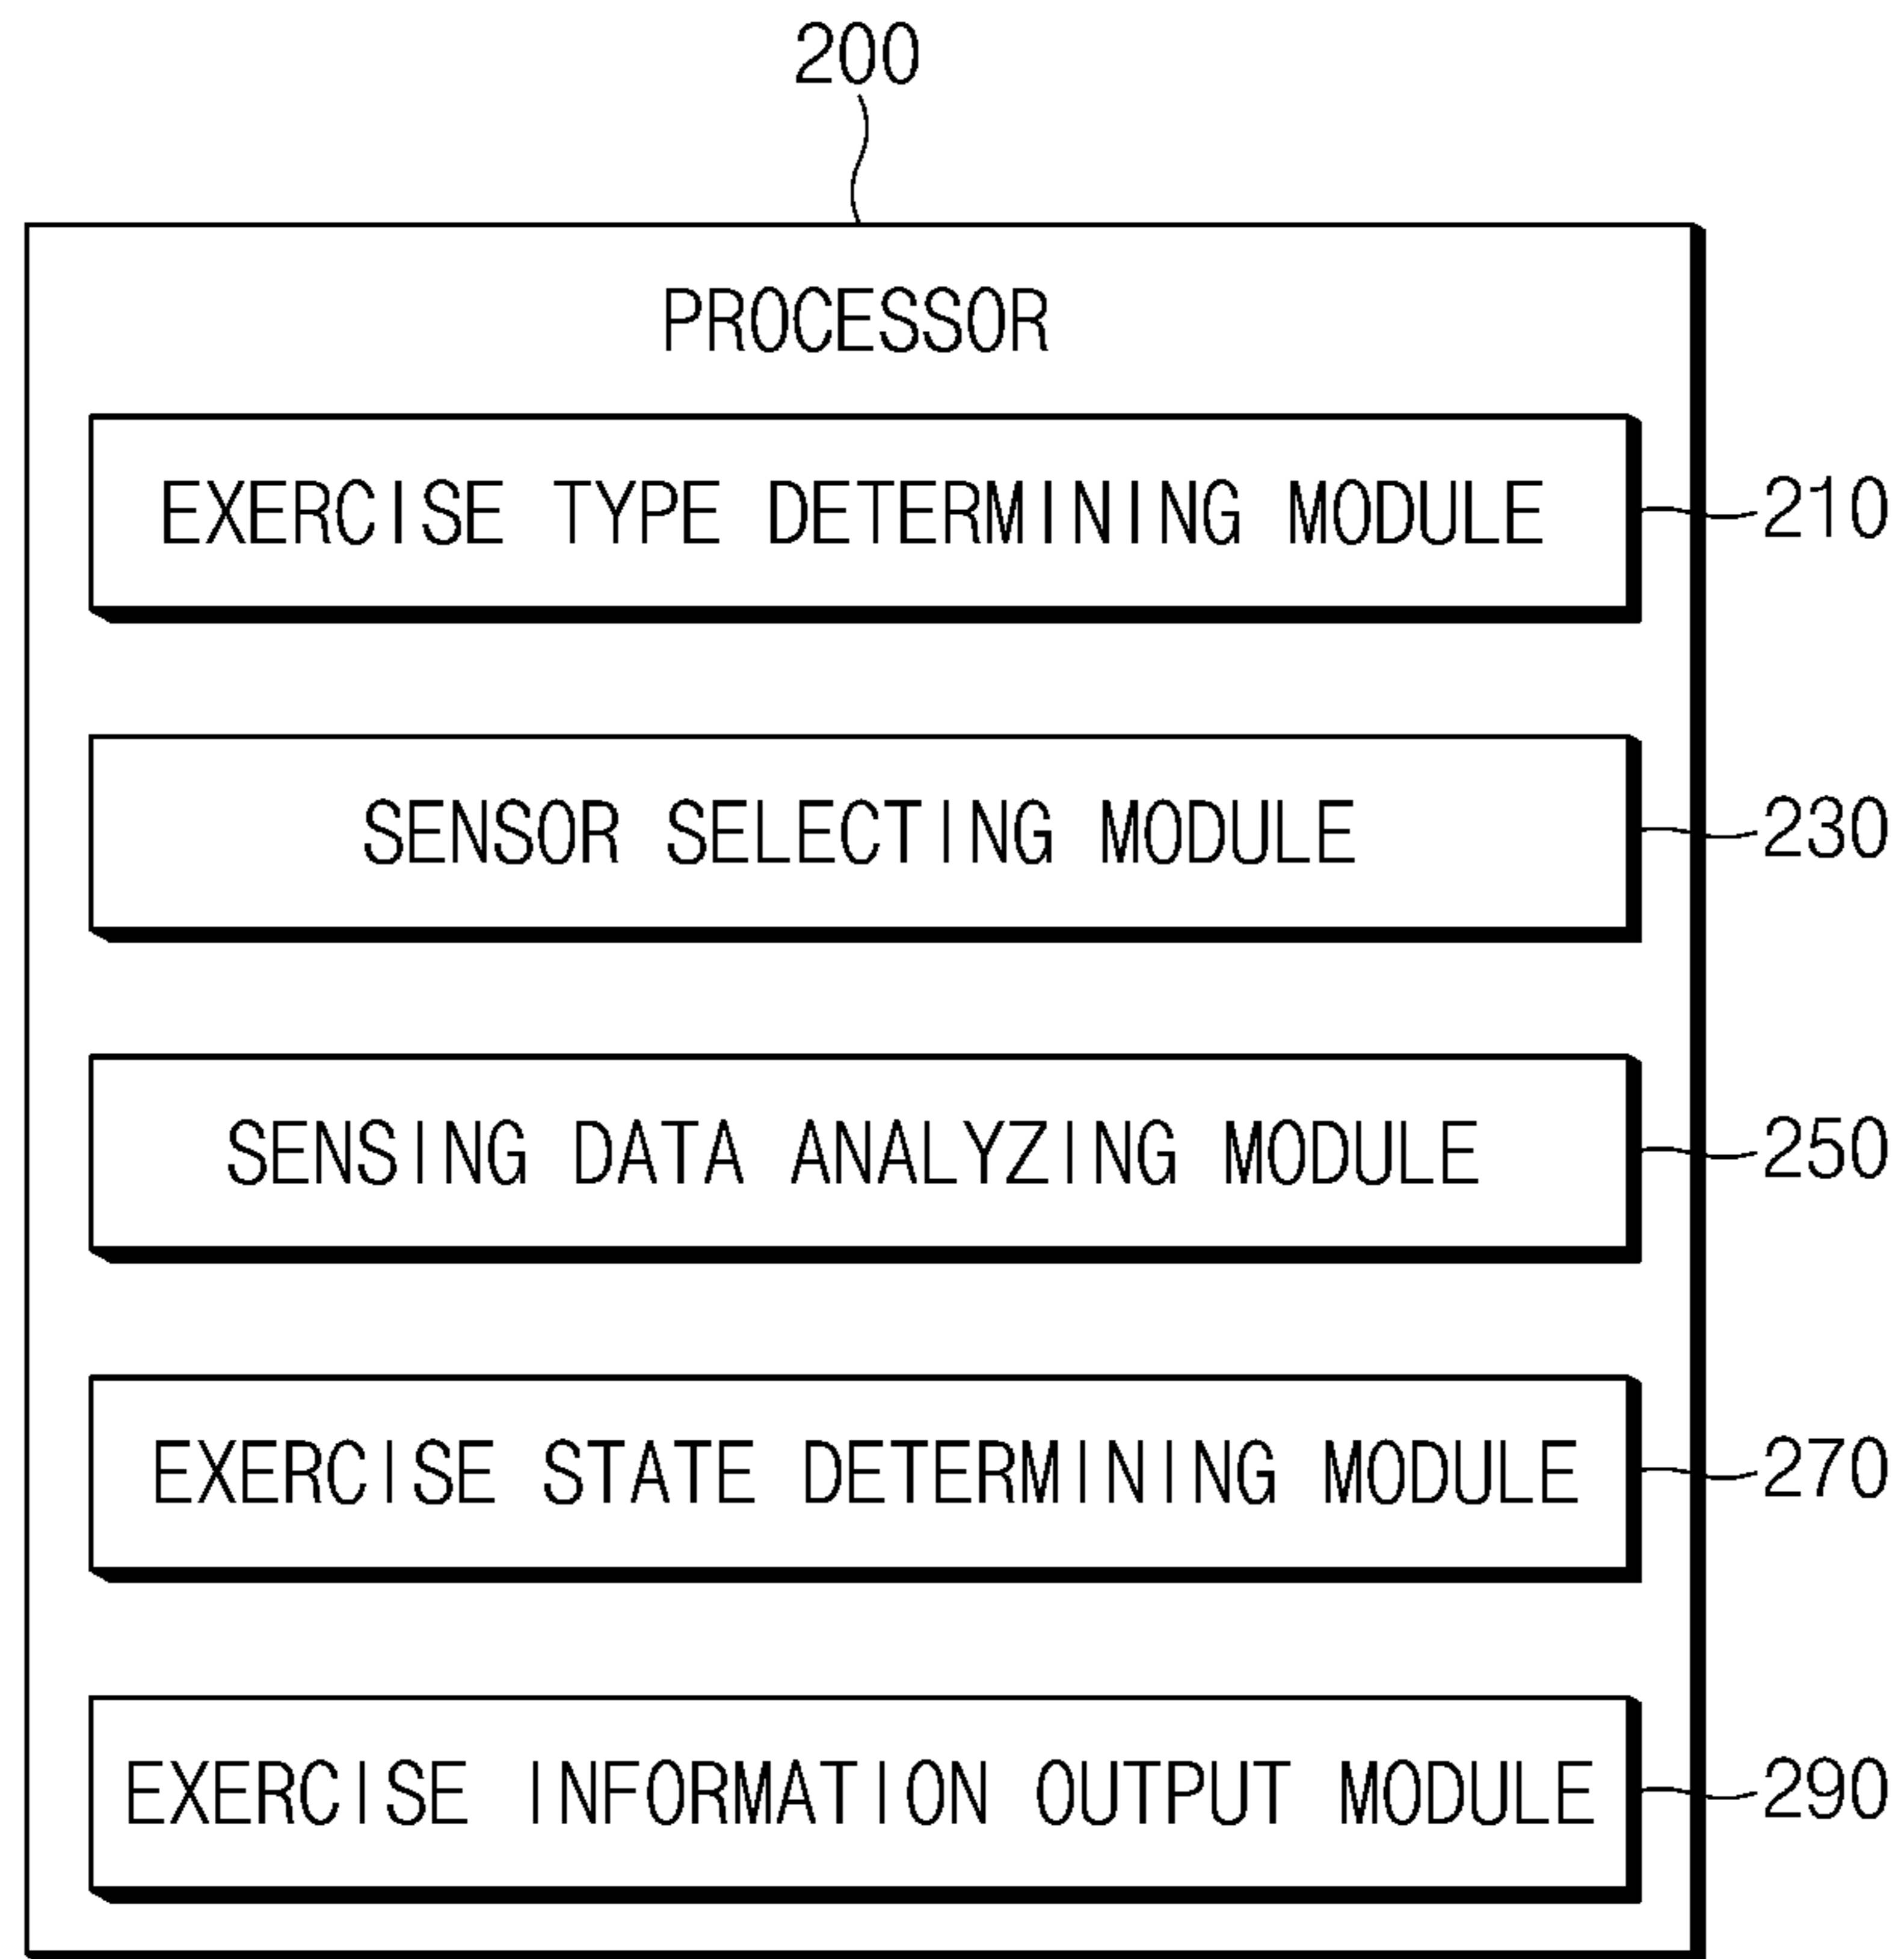 200
PROCESSOR
EXERCISE TYPE DETERMINING MODULE 210
SENSOR SELECTING MODULE 230
SENSING DATA ANALYZING MODULE 250
EXERCISE STATE DETERMINING MODULE 270
EXERCISE INFORMATION OUTPUT MODULE 290